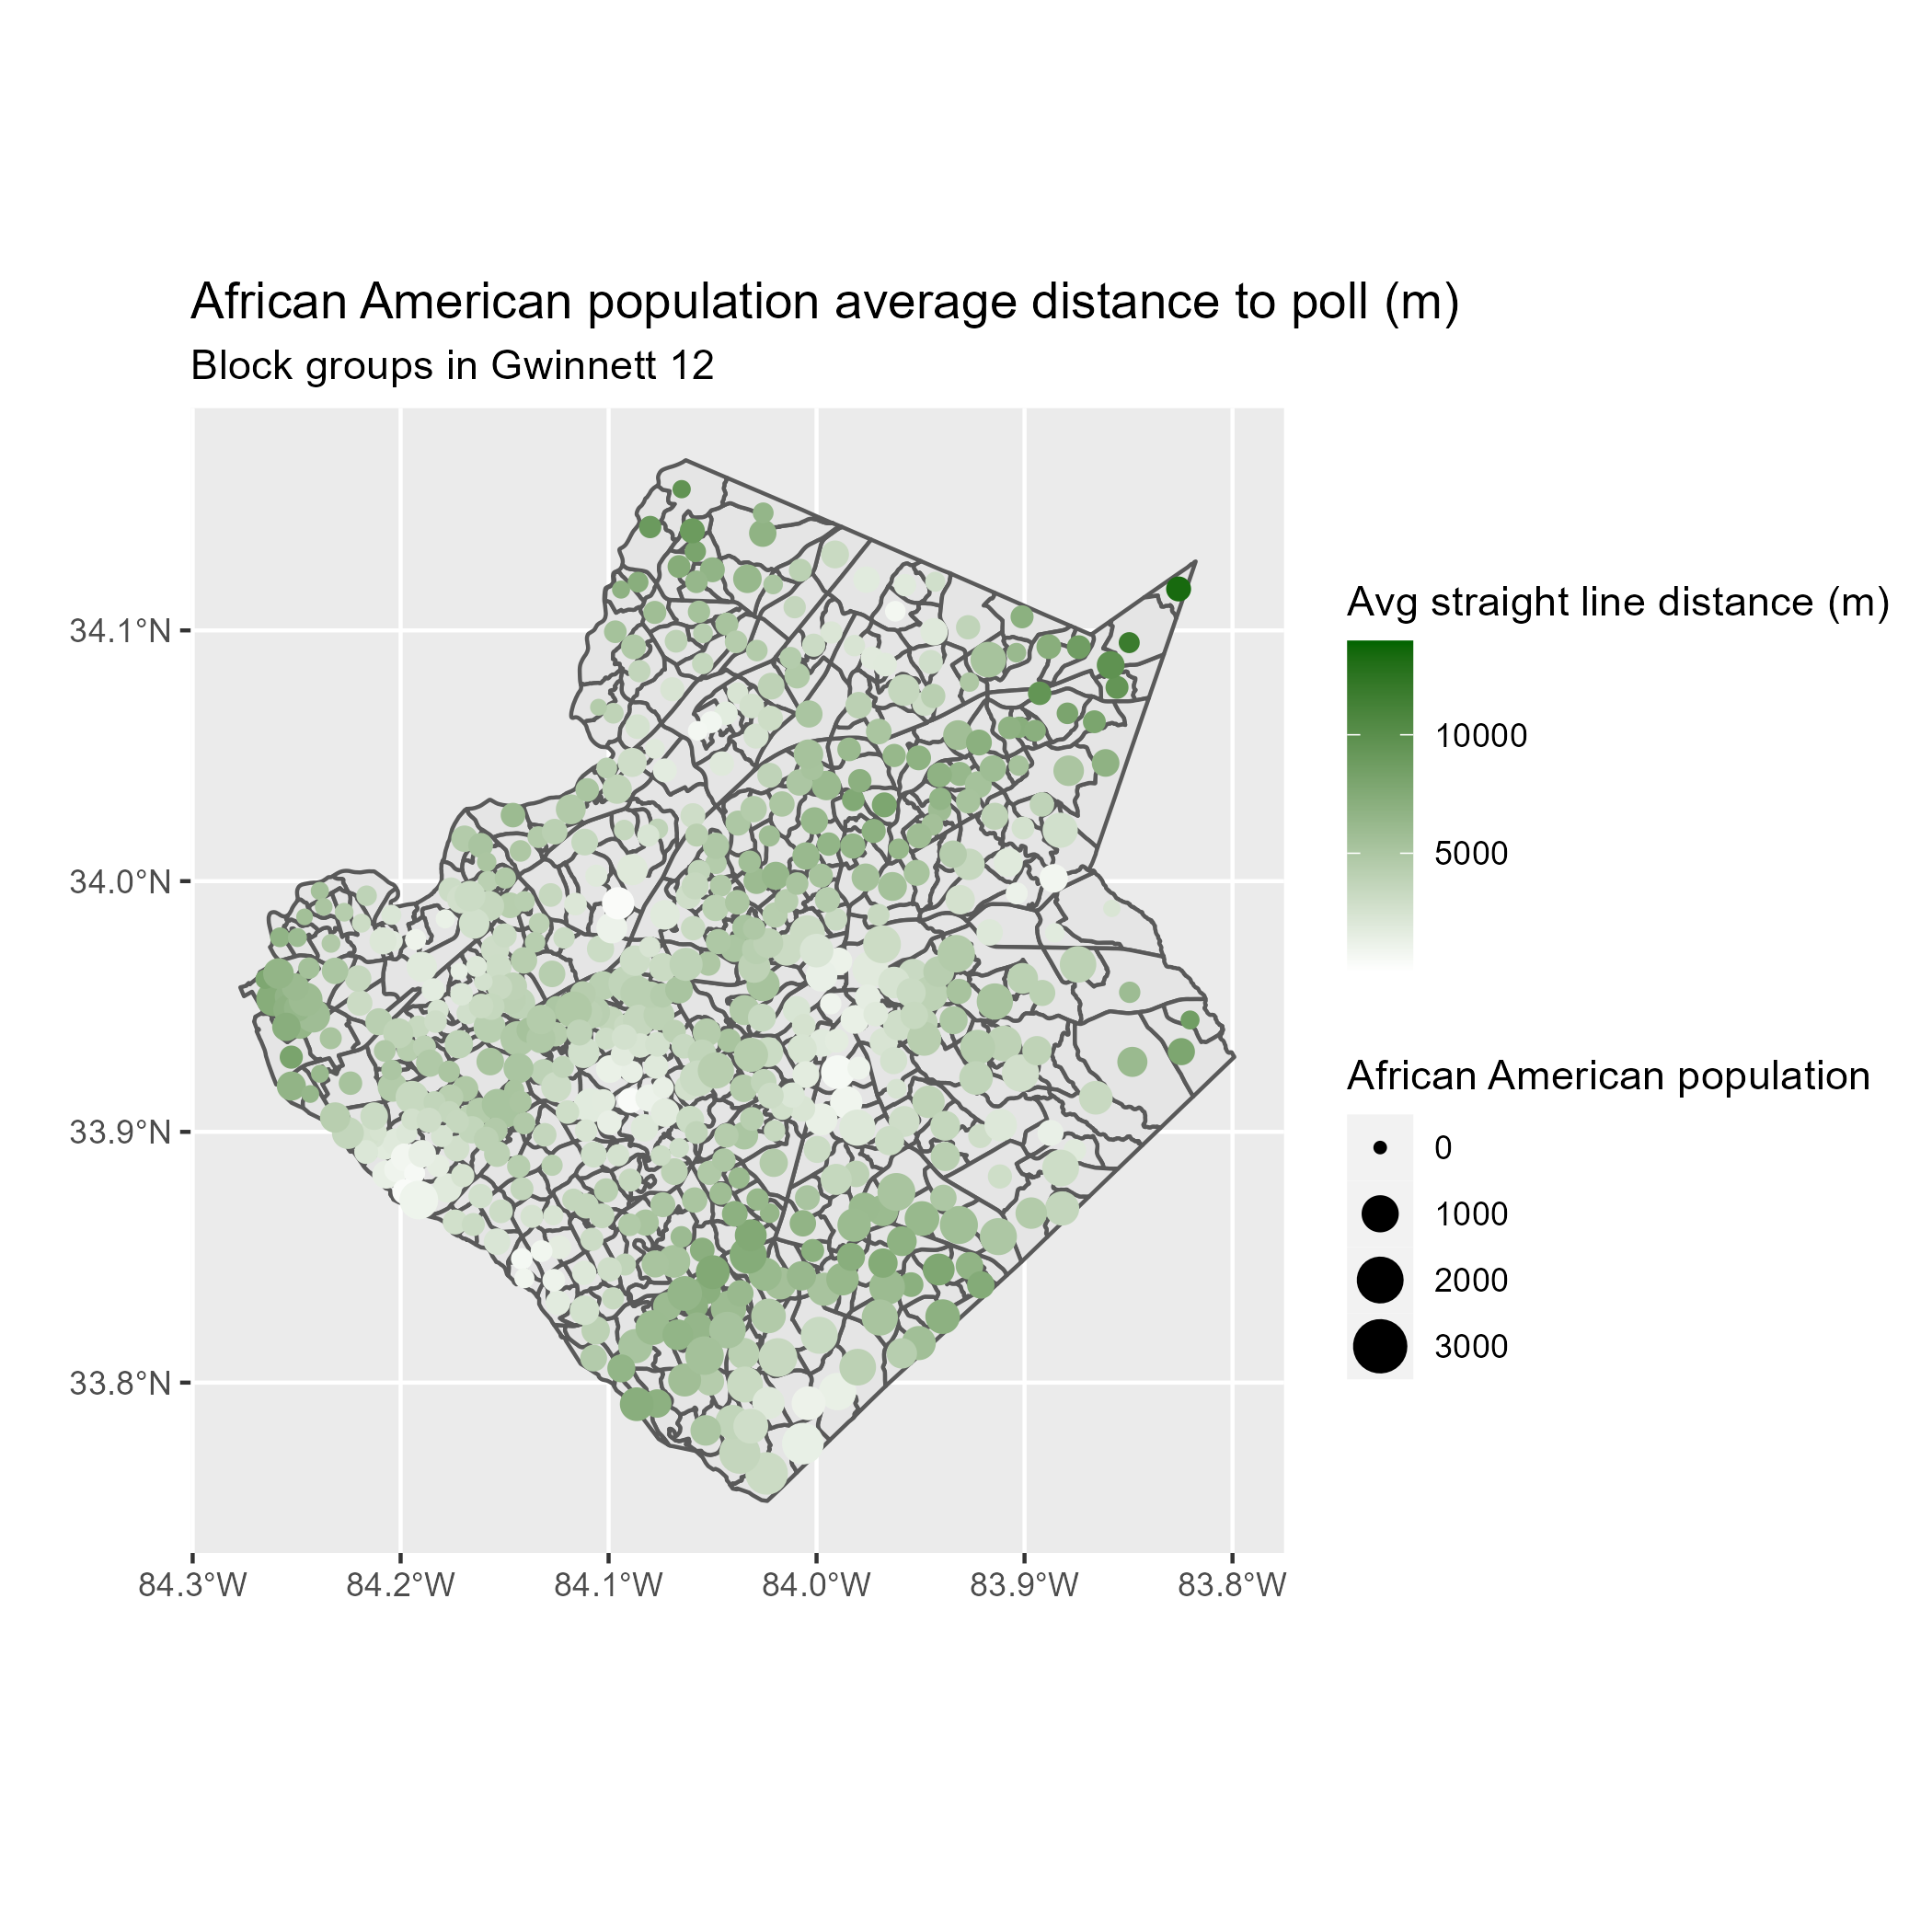 African American population average distance to poll (m)
Block groups in Gwinnett 12
34.1°N
34.0°N
33.9°N
33.8°N
84.3°W
84.2°W
84.1°W
84.0°W
83.9°W
83.8°W
Avg straight line distance (m)
10000
5000
African American population
0
1000
2000
3000